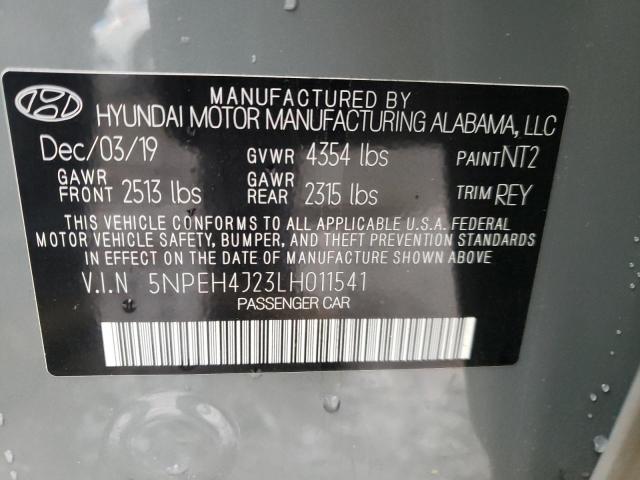 MANUFACTURED BY
HYUNDAI MOTOR MANUFACTURING ALABAMA, LLC
Dec/03/19 GVWR 4354 lbs PAINT NT2
GAWR FRONT 2513 lbs GAWR REAR 2315 lbs TRIM REY
THIS VEHICLE CONFORMS TO ALL APPLICABLE U.S.A. FEDERAL
MOTOR VEHICLE SAFETY, BUMPER, AND THEFT PREVENTION STANDARDS
IN EFFECT ON THE DATE OF MANUFACTURE SHOWN ABOVE
V.I.N 5NPEH4J23LH011541
PASSENGER CAR